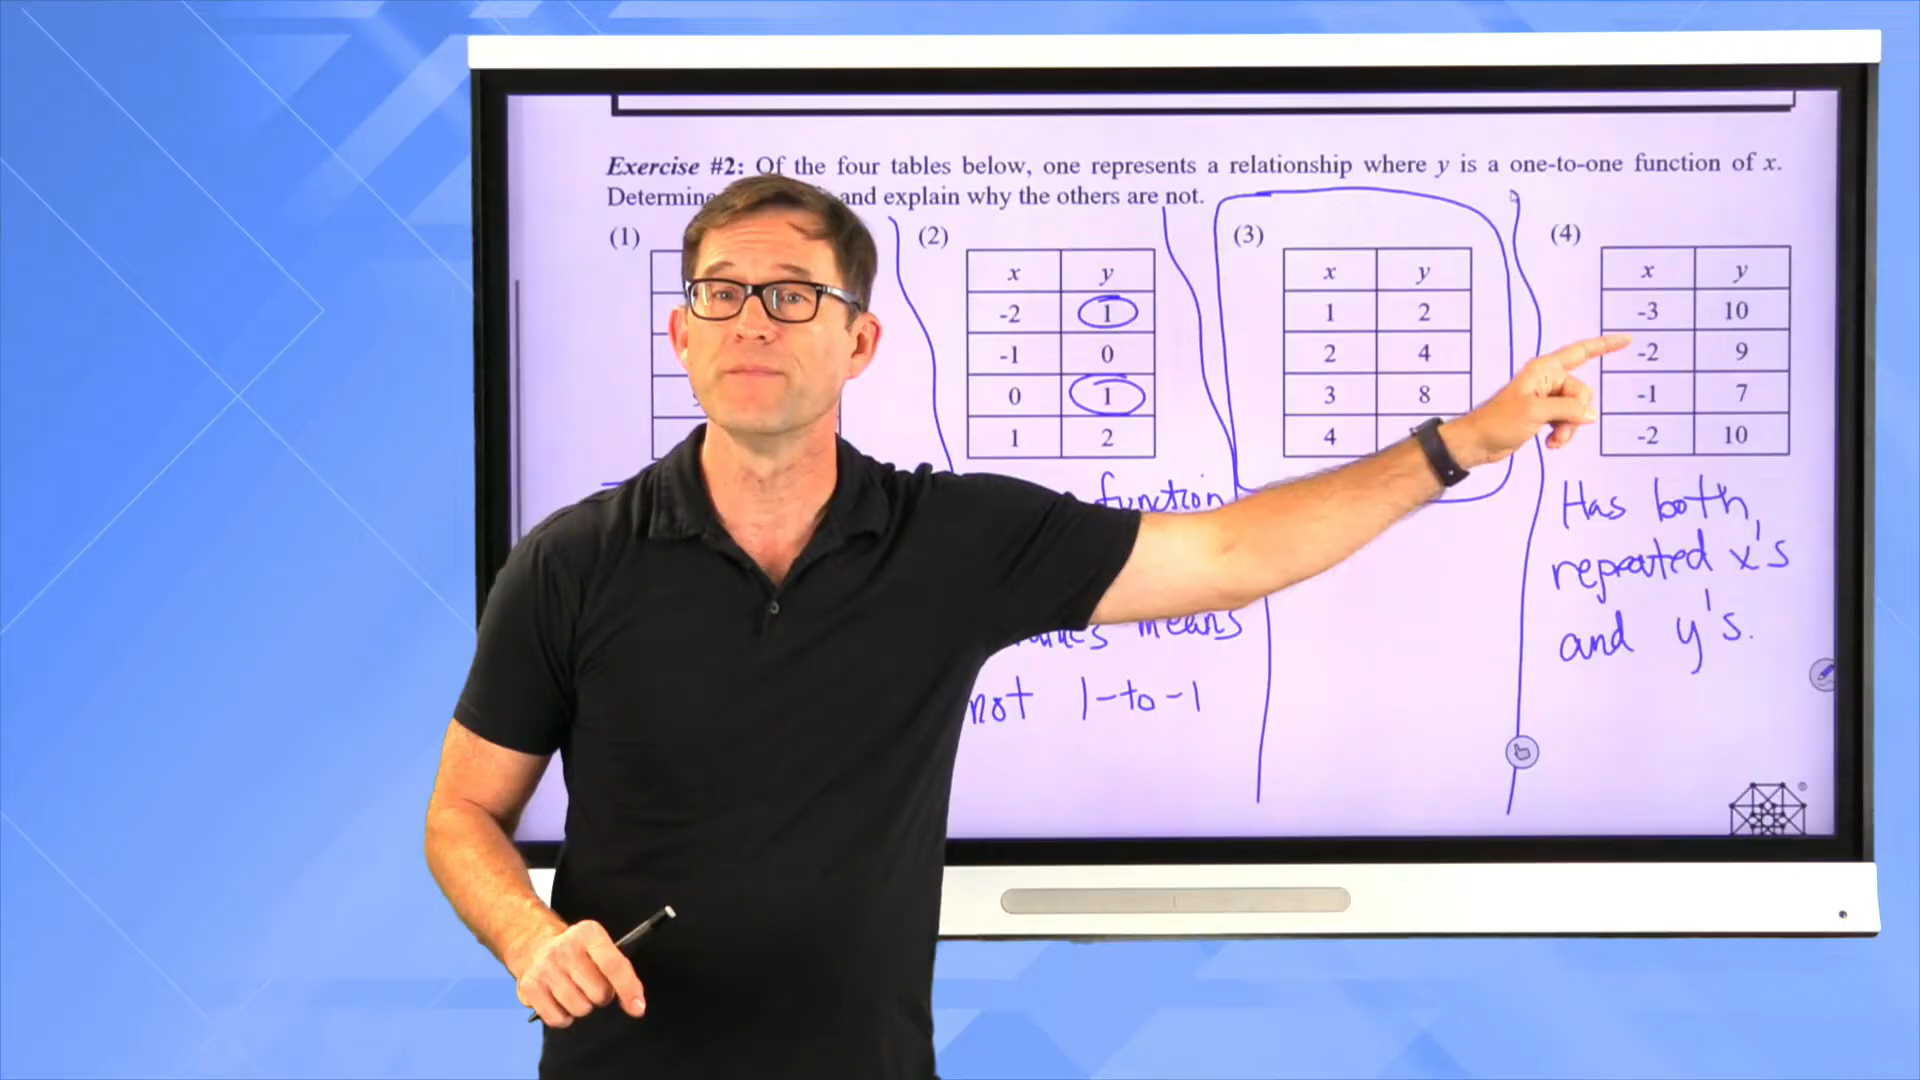 Exercise #2: Of the four tables below, one represents a relationship where y is a one-to-one function of x.
and explain why the others are not.
(1) (2) (3) (4)
x y x y x y
-2 1 1 2 -3 10
-1 0 2 4 -2 9
0 1 3 8 -1 7
1 2 4 -2 10
function
means
not 1-to-1
Has both
repeated x's
and y's.
®